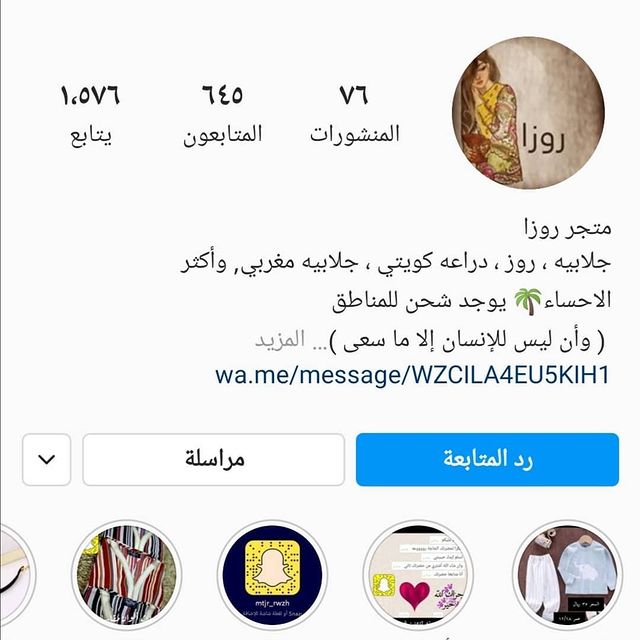 ٧٦
٦٤٥
١،٥٧٦
المنشورات
المتابعون
يتابع
روزا
متجر روزا
جلابيه ، روز ، دراعه كويتي ، جلابيه مغربي, وأكثر
الاحساء🌴 يوجد شحن للمناطق
( وأن ليس للإنسان إلا ما سعى )... المزيد
wa.me/message/WZCILA4EU5KIH1
رد المتابعة
مراسلة
mtjr_rwzh